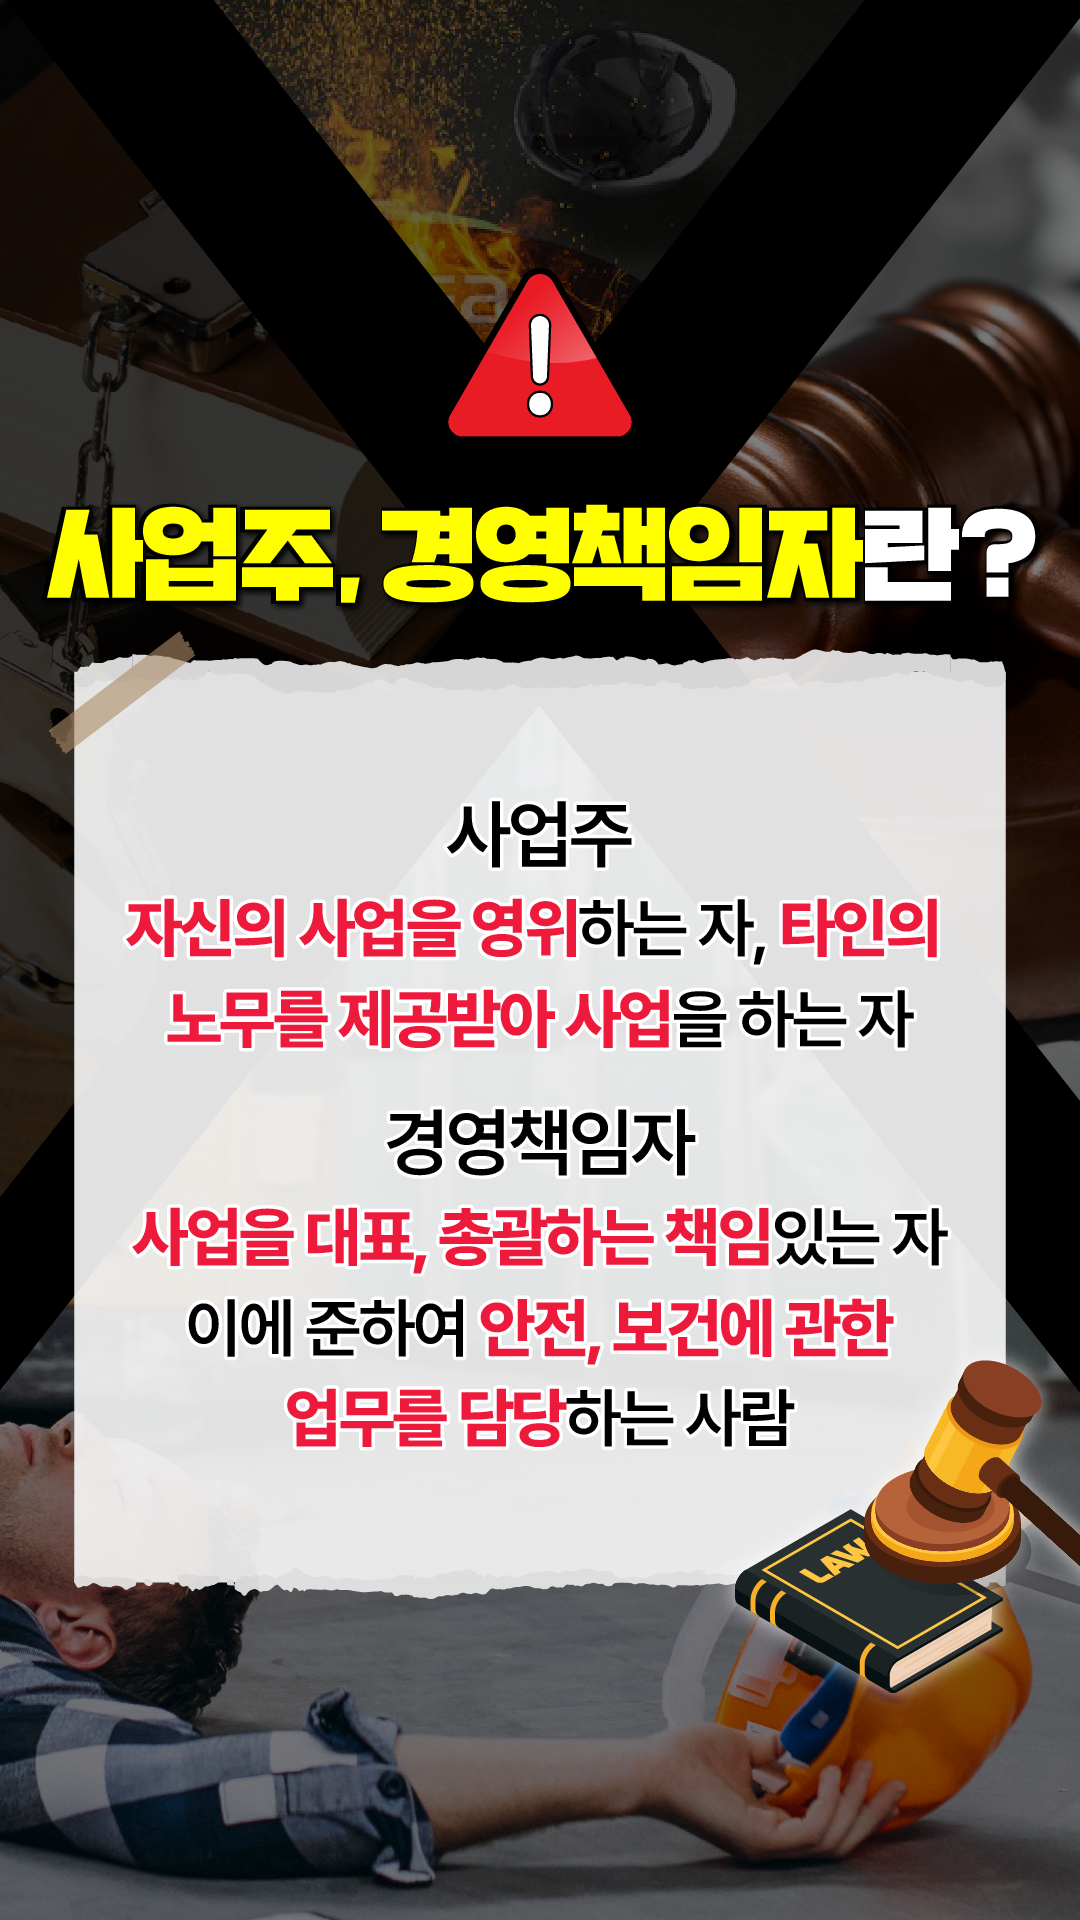 사업주, 경영책임자란?
사업주
자신의 사업을 영위하는 자, 타인의
노무를 제공받아 사업을 하는 자
경영책임자
사업을 대표, 총괄하는 책임있는 자
이에 준하여 안전, 보건에 관한
업무를 담당하는 사람
LAW